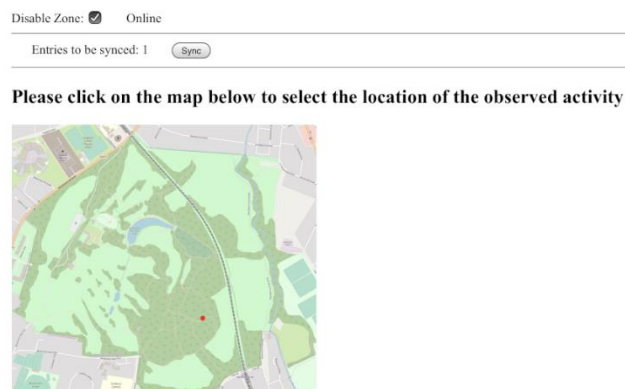 Disable Zone: Online
Entries to be synced: 1 Sync
Please click on the map below to select the location of the observed activity